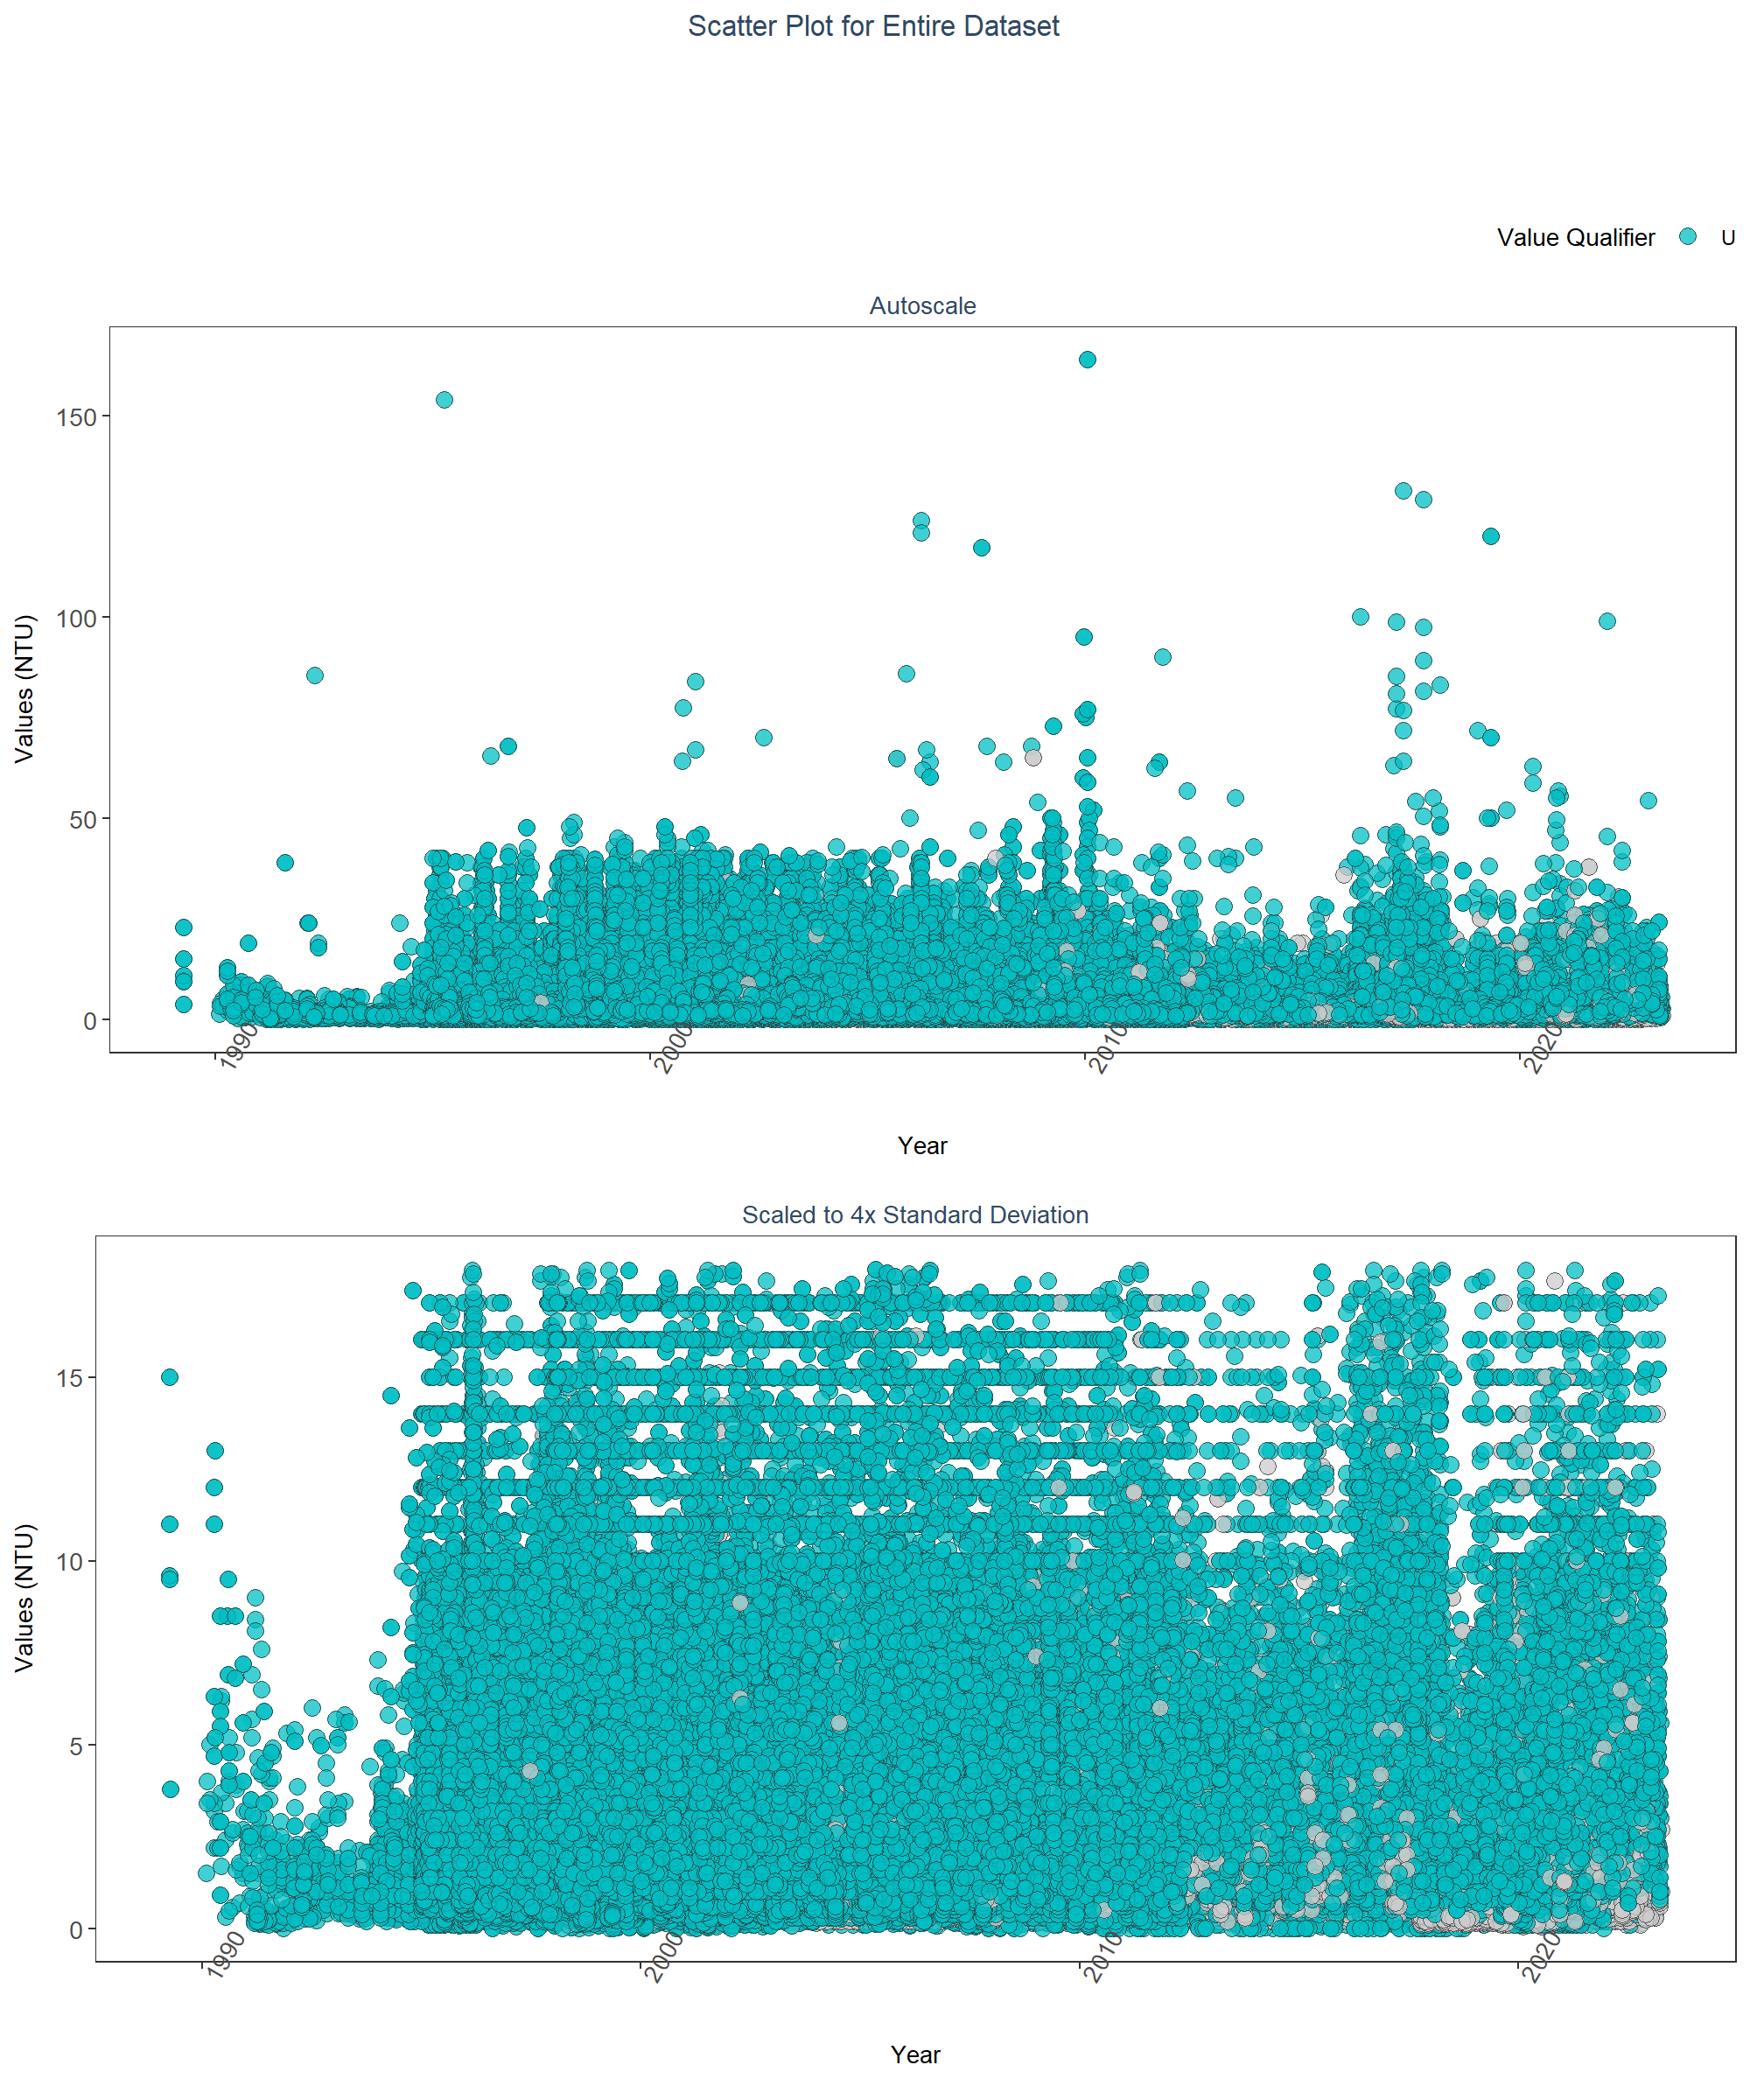 Scatter Plot for Entire Dataset
Value Qualifier U
Autoscale
Values (NTU)
150
100
50
0
1990 2000 2010 2020
Year
Scaled to 4x Standard Deviation
Values (NTU)
15
10
5
0
1990 2000 2010 2020
Year